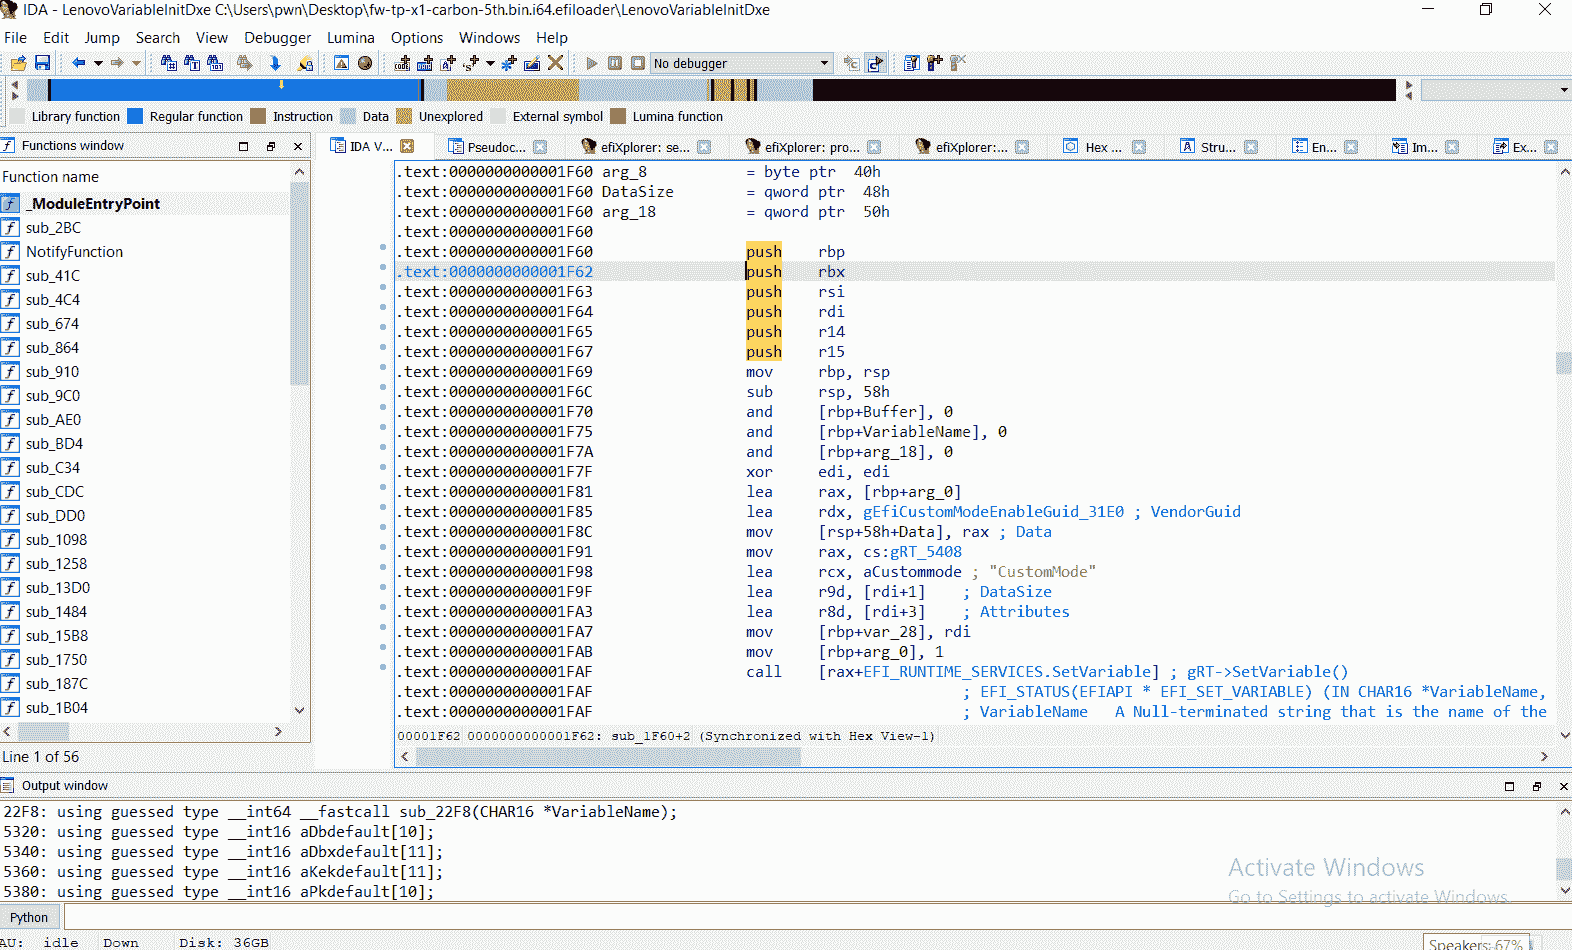 IDA - LenovoVariableInitDxe C:\Users\pwn\Desktop\fw-tp-x1-carbon-5th.bin.i64.efiloader\LenovoVariableInitDxe
File Edit Jump Search View Debugger Lumina Options Windows Help
No debugger
Library function Regular function Instruction Data Unexplored External symbol Lumina function
Functions window
IDA V... Pseudoc... efiXplorer: se... efiXplorer: pro... efiXplorer:... Hex ... Stru... En... Im... Ex...
Function name
_ModuleEntryPoint
sub_2BC
NotifyFunction
sub_41C
sub_4C4
sub_674
sub_864
sub_910
sub_9C0
sub_AE0
sub_BD4
sub_C34
sub_CDC
sub_DD0
sub_1098
sub_1258
sub_13D0
sub_1484
sub_15B8
sub_1750
sub_187C
sub_1B04
Line 1 of 56
.text:0000000000001F60 arg_8 = byte ptr 40h
.text:0000000000001F60 DataSize = qword ptr 48h
.text:0000000000001F60 arg_18 = qword ptr 50h
.text:0000000000001F60
.text:0000000000001F60 push rbp
.text:0000000000001F62 push rbx
.text:0000000000001F63 push rsi
.text:0000000000001F64 push rdi
.text:0000000000001F65 push r14
.text:0000000000001F67 push r15
.text:0000000000001F69 mov rbp, rsp
.text:0000000000001F6C sub rsp, 58h
.text:0000000000001F70 and [rbp+Buffer], 0
.text:0000000000001F75 and [rbp+VariableName], 0
.text:0000000000001F7A and [rbp+arg_18], 0
.text:0000000000001F7F xor edi, edi
.text:0000000000001F81 lea rax, [rbp+arg_0]
.text:0000000000001F85 lea rdx, gEfiCustomModeEnableGuid_31E0 ; VendorGuid
.text:0000000000001F8C mov [rsp+58h+Data], rax ; Data
.text:0000000000001F91 mov rax, cs:gRT_5408
.text:0000000000001F98 lea rcx, aCustommode ; "CustomMode"
.text:0000000000001F9F lea r9d, [rdi+1] ; DataSize
.text:0000000000001FA3 lea r8d, [rdi+3] ; Attributes
.text:0000000000001FA7 mov [rbp+var_28], rdi
.text:0000000000001FAB mov [rbp+arg_0], 1
.text:0000000000001FAF call [rax+EFI_RUNTIME_SERVICES.SetVariable] ; gRT->SetVariable()
.text:0000000000001FAF ; EFI_STATUS(EFIAPI * EFI_SET_VARIABLE) (IN CHAR16 *VariableName,
.text:0000000000001FAF ; VariableName A Null-terminated string that is the name of the
00001F62 0000000000001F62: sub_1F60+2 (Synchronized with Hex View-1)
Output window
22F8: using guessed type __int64 __fastcall sub_22F8(CHAR16 *VariableName);
5320: using guessed type __int16 aDbdefault[10];
5340: using guessed type __int16 aDbxdefault[11];
5360: using guessed type __int16 aKekdefault[11];
5380: using guessed type __int16 aPkdefault[10];
Activate Windows
Go to Settings to activate Windows.
Python
AU: idle Down Disk: 36GB
Speakers: 67%